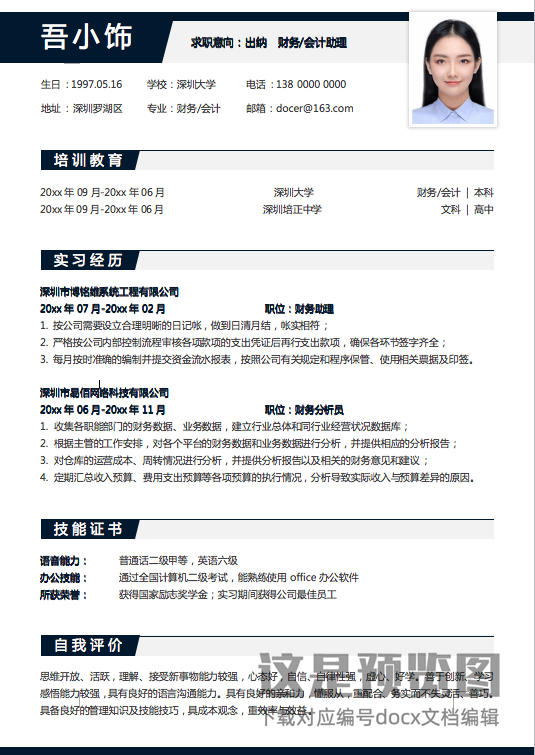 吾小饰
求职意向：出纳 财务/会计助理
生日：1997.05.16 学校：深圳大学 电话：138 0000 0000
地址：深圳罗湖区 专业：财务/会计 邮箱：docer@163.com
培训教育
20xx 年 09 月-20xx 年 06 月 深圳大学 财务/会计 | 本科
20xx 年 09 月-20xx 年 06 月 深圳培正中学 文科 | 高中
实习经历
深圳市博铭维系统工程有限公司
20xx 年 07 月-20xx 年 02 月 职位：财务助理
1. 按公司需要设立合理明晰的日记帐，做到日清月结，帐实相符；
2. 严格按公司内部控制流程审核各项款项的支出凭证后再行支出款项，确保各环节签字齐全；
3. 每月按时准确的编制并提交资金流水报表，按照公司有关规定和程序保管、使用相关票据及印签。
深圳市易佰网络科技有限公司
20xx 年 06 月-20xx 年 11 月 职位：财务分析员
1. 收集各职能部门的财务数据、业务数据，建立行业总体和同行业经营状况数据库；
2. 根据主管的工作安排，对各个平台的财务数据和业务数据进行分析，并提供相应的分析报告；
3. 对仓库的运营成本、周转情况进行分析，并提供分析报告以及相关的财务意见和建议；
4. 定期汇总收入预算、费用支出预算等各项预算的执行情况，分析导致实际收入与预算差异的原因。
技能证书
语音能力： 普通话二级甲等，英语六级
办公技能： 通过全国计算机二级考试，能熟练使用 office 办公软件
所获荣誉： 获得国家励志奖学金；实习期间获得公司最佳员工
自我评价
思维开放、活跃，理解、接受新事物能力较强，心态好，自信、自律性强，虚心、好学。善于创新、学习
感悟能力较强，具有良好的语言沟通能力。具有良好的亲和力，懂服从，重配合、务实而不失灵活、善巧。
具备良好的管理知识及技能技巧，具成本观念，重效率与效益。
这是预览图
下载对应编号docx文档编辑